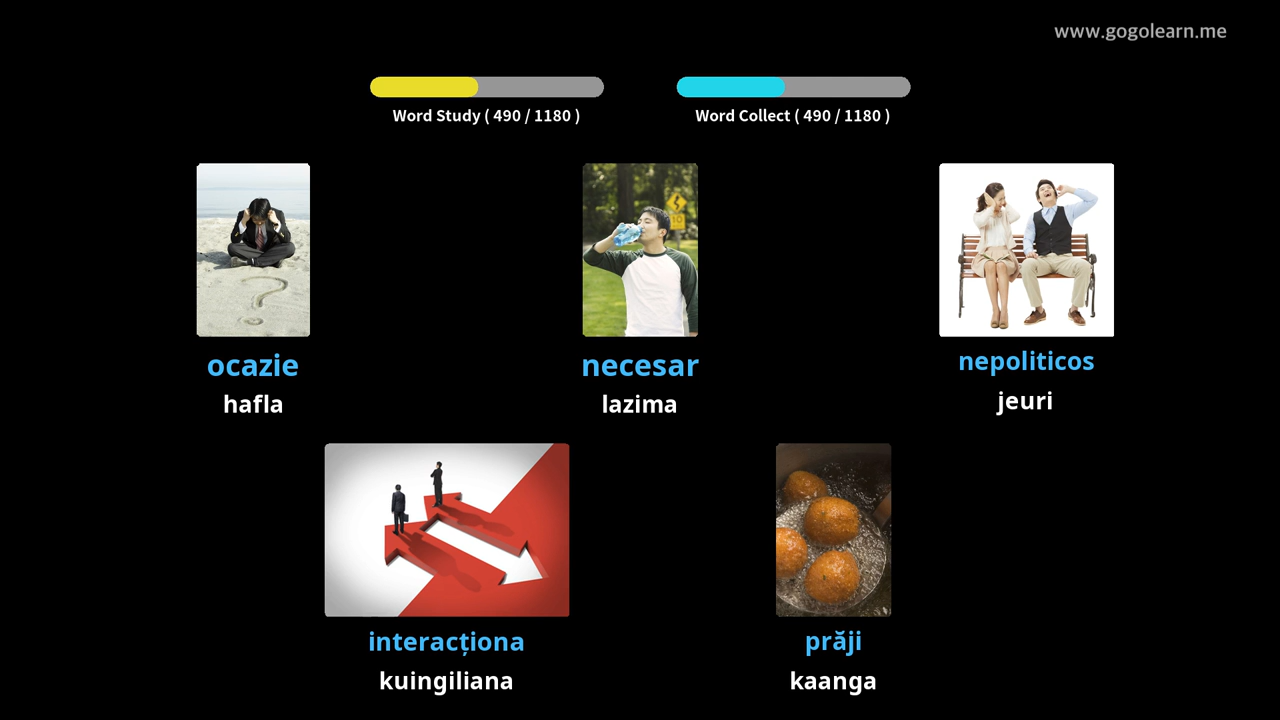 www.gogolearn.me
Word Study ( 490 / 1180 )
Word Collect ( 490 / 1180 )
ocazie
hafla
necesar
lazima
nepoliticos
jeuri
interacționa
kuingiliana
prăji
kaanga